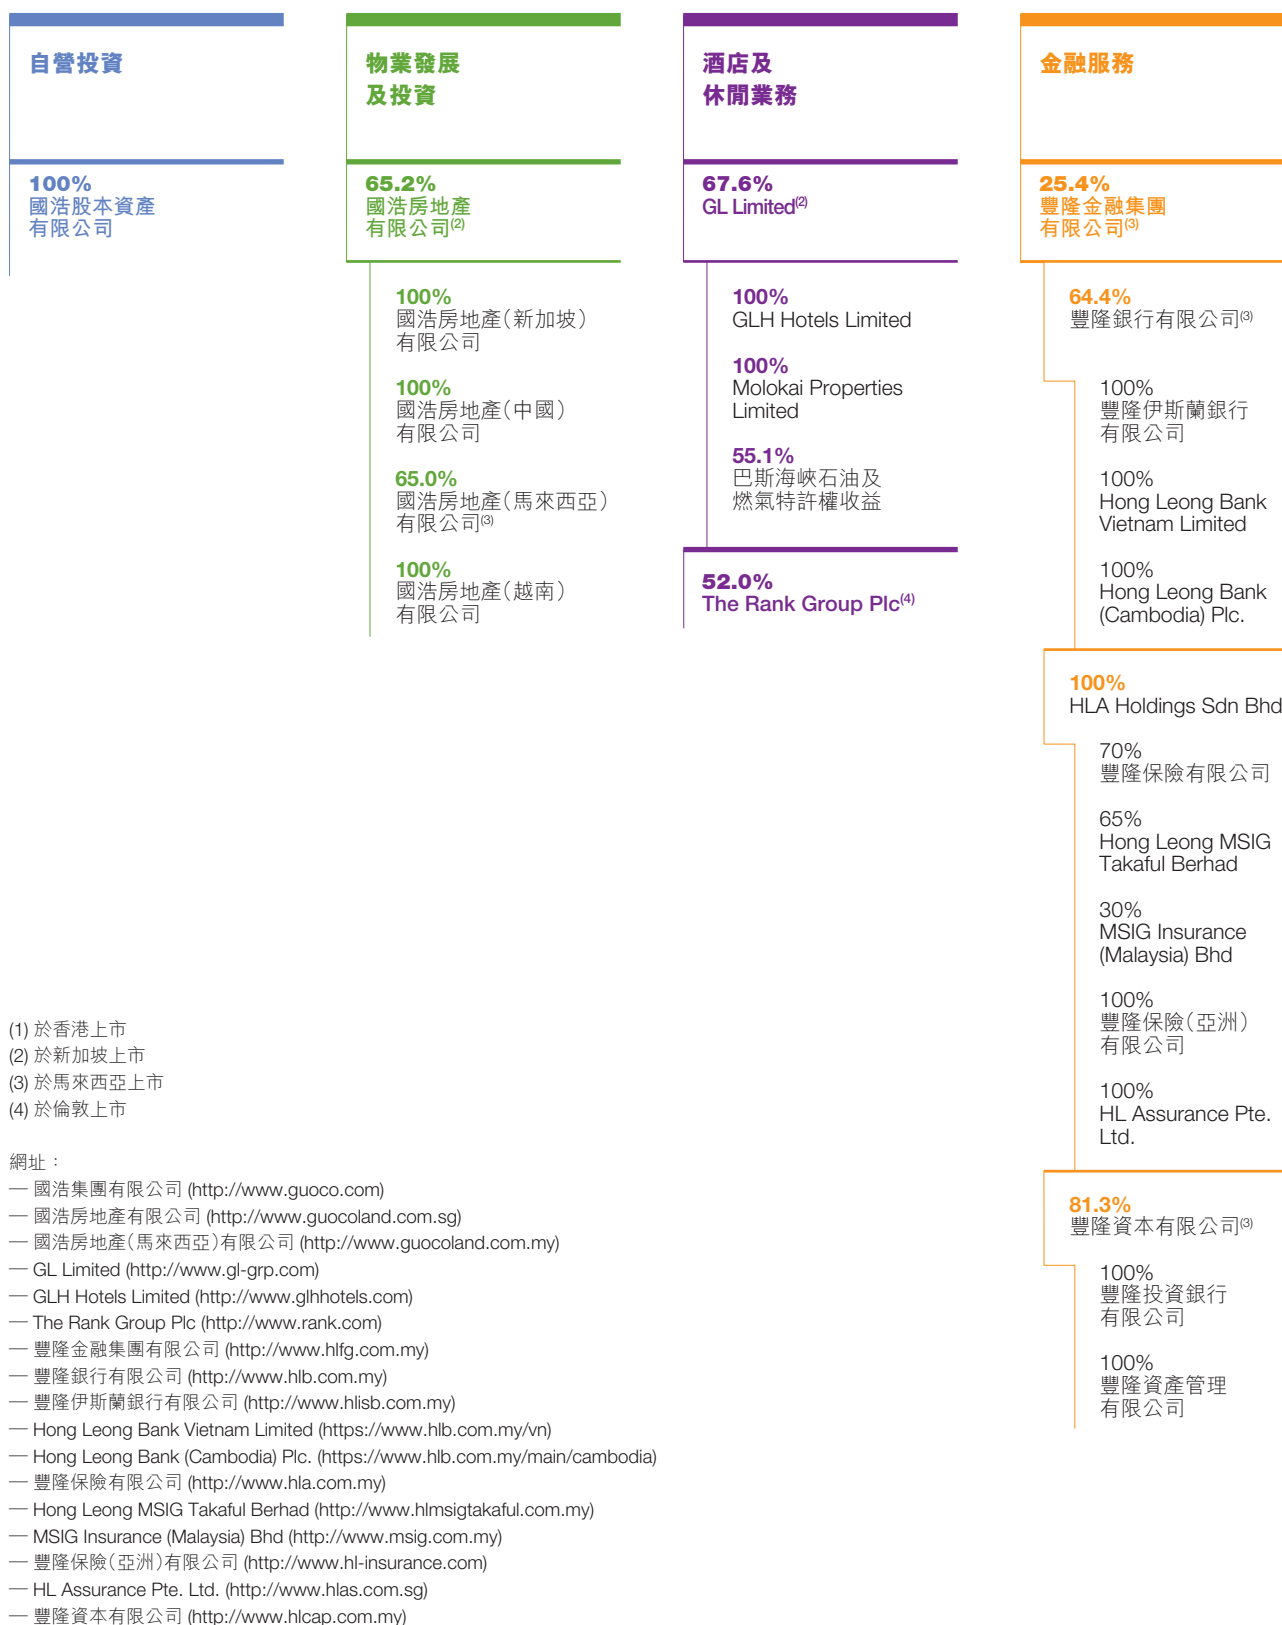 自營投資
100%
國浩股本資產
有限公司
物業發展
及投資
65.2%
國浩房地產
有限公司(2)
100%
國浩房地產(新加坡)
有限公司
100%
國浩房地產(中國)
有限公司
65.0%
國浩房地產(馬來西亞)
有限公司(3)
100%
國浩房地產(越南)
有限公司
酒店及
休閒業務
67.6%
GL Limited(2)
100%
GLH Hotels Limited
100%
Molokai Properties
Limited
55.1%
巴斯海峽石油及
燃氣特許權收益
52.0%
The Rank Group Plc(4)
金融服務
25.4%
豐隆金融集團
有限公司(3)
64.4%
豐隆銀行有限公司(3)
100%
豐隆伊斯蘭銀行
有限公司
100%
Hong Leong Bank
Vietnam Limited
100%
Hong Leong Bank
(Cambodia) Plc.
100%
HLA Holdings Sdn Bhd
70%
豐隆保險有限公司
65%
Hong Leong MSIG
Takaful Berhad
30%
MSIG Insurance
(Malaysia) Bhd
100%
豐隆保險(亞洲)
有限公司
100%
HL Assurance Pte.
Ltd.
81.3%
豐隆資本有限公司(3)
100%
豐隆投資銀行
有限公司
100%
豐隆資產管理
有限公司
(1) 於香港上市
(2) 於新加坡上市
(3) 於馬來西亞上市
(4) 於倫敦上市
網址：
— 國浩集團有限公司 (http://www.guoco.com)
— 國浩房地產有限公司 (http://www.guocoland.com.sg)
— 國浩房地產(馬來西亞)有限公司 (http://www.guocoland.com.my)
— GL Limited (http://www.gl-grp.com)
— GLH Hotels Limited (http://www.glhhotels.com)
— The Rank Group Plc (http://www.rank.com)
— 豐隆金融集團有限公司 (http://www.hlfg.com.my)
— 豐隆銀行有限公司 (http://www.hlb.com.my)
— 豐隆伊斯蘭銀行有限公司 (http://www.hlisb.com.my)
— Hong Leong Bank Vietnam Limited (https://www.hlb.com.my/vn)
— Hong Leong Bank (Cambodia) Plc. (https://www.hlb.com.my/main/cambodia)
— 豐隆保險有限公司 (http://www.hla.com.my)
— Hong Leong MSIG Takaful Berhad (http://www.hlmsigtakaful.com.my)
— MSIG Insurance (Malaysia) Bhd (http://www.msig.com.my)
— 豐隆保險(亞洲)有限公司 (http://www.hl-insurance.com)
— HL Assurance Pte. Ltd. (http://www.hlas.com.sg)
— 豐隆資本有限公司 (http://www.hlcap.com.my)